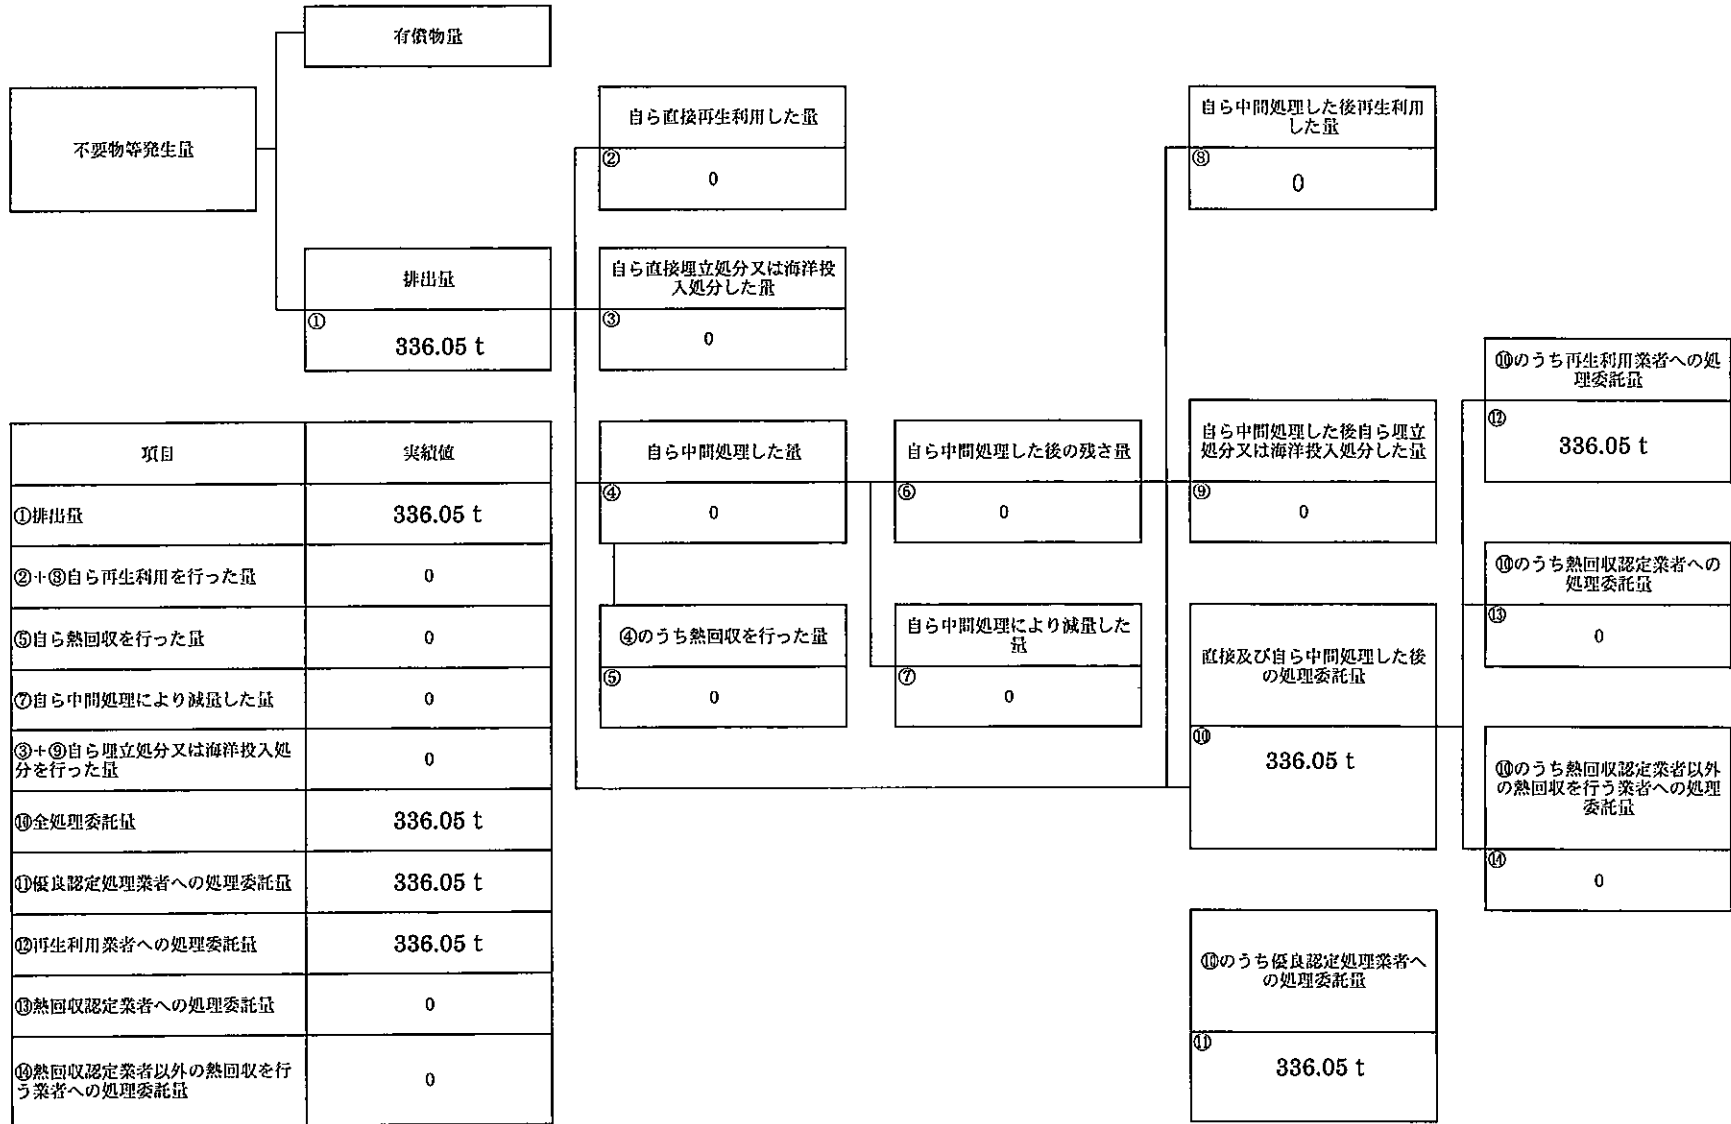 有償物量
不要物等発生量
排出量
①
336.05 t
自ら直接再生利用した量
②
0
自ら直接埋立処分又は海洋投
入処分した量
③
0
自ら中間処理した量
④
0
④のうち熱回収を行った量
⑤
0
自ら中間処理した後の残さ量
⑥
0
自ら中間処理により減量した
量
⑦
0
自ら中間処理した後再生利用
した量
⑧
0
自ら中間処理した後自ら埋立
処分又は海洋投入処分した量
⑨
0
直接及び自ら中間処理した後
の処理委託量
⑩
336.05 t
⑩のうち優良認定処理業者へ
の処理委託量
⑪
336.05 t
⑩のうち再生利用業者への処
理委託量
⑫
336.05 t
⑩のうち熱回収認定業者への
処理委託量
⑬
0
⑩のうち熱回収認定業者以外
の熱回収を行う業者への処理
委託量
⑭
0
項目 実績値
①排出量 336.05 t
②+⑧自ら再生利用を行った量 0
⑤自ら熱回収を行った量 0
⑦自ら中間処理により減量した量 0
③+⑨自ら埋立処分又は海洋投入処
分を行った量 0
⑩全処理委託量 336.05 t
⑪優良認定処理業者への処理委託量 336.05 t
⑫再生利用業者への処理委託量 336.05 t
⑬熱回収認定業者への処理委託量 0
⑭熱回収認定業者以外の熱回収を行
う業者への処理委託量 0